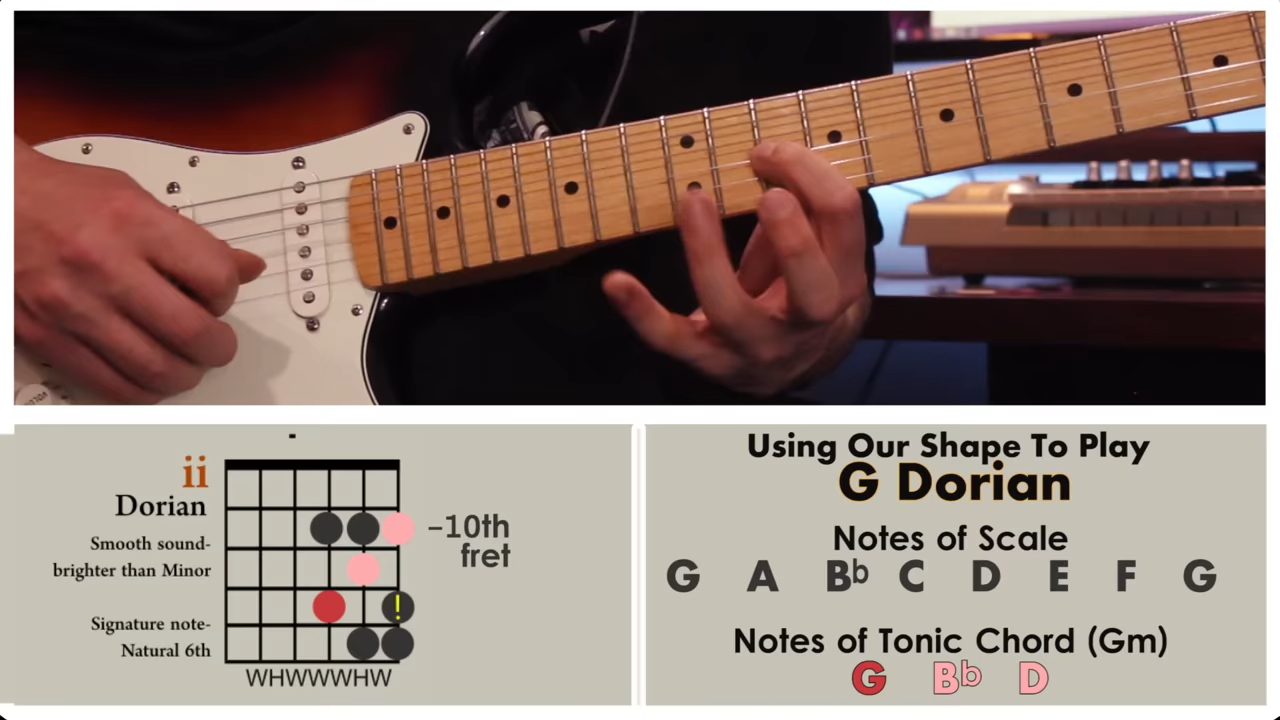 -
ii
Dorian
Smooth sound-
brighter than Minor
Signature note-
Natural 6th
–10th
fret
!
WHWWWHW
Using Our Shape To Play
G Dorian
Notes of Scale
G A Bb C D E F G
Notes of Tonic Chord (Gm)
G Bb D